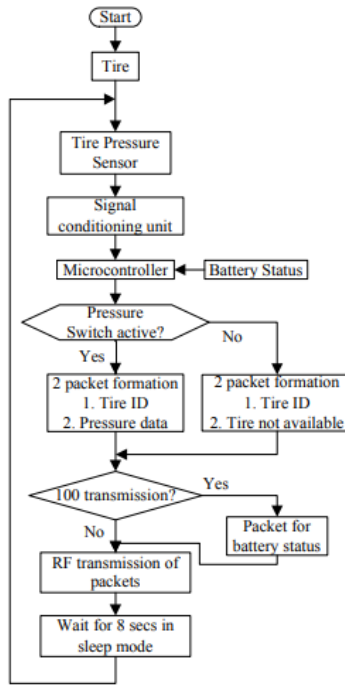 Start
Tire
Tire Pressure
Sensor
Signal
conditioning unit
Microcontroller
Battery Status
Pressure
Switch active?
Yes
No
2 packet formation
1. Tire ID
2. Pressure data
2 packet formation
1. Tire ID
2. Tire not available
100 transmission?
Yes
No
Packet for
battery status
RF transmission of
packets
Wait for 8 secs in
sleep mode